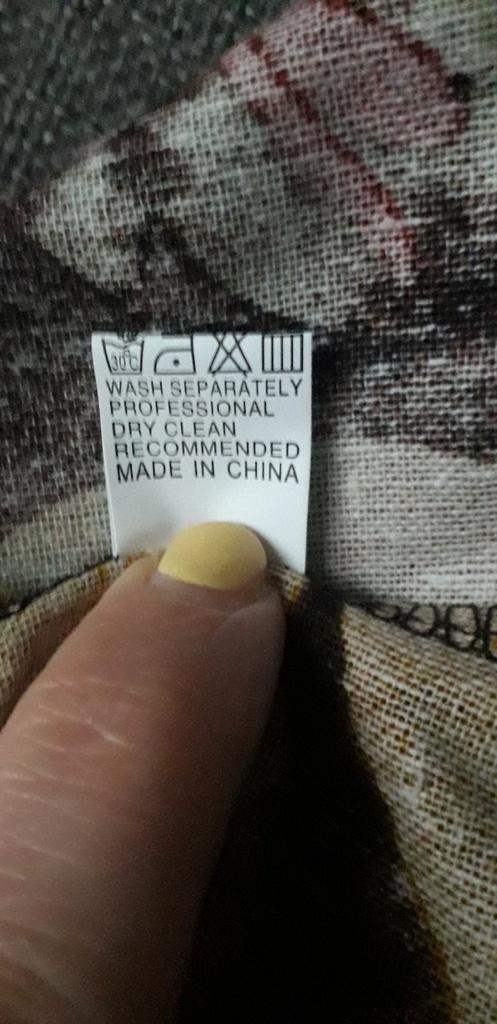 30°C
WASH SEPARATELY
PROFESSIONAL
DRY CLEAN
RECOMMENDED
MADE IN CHINA